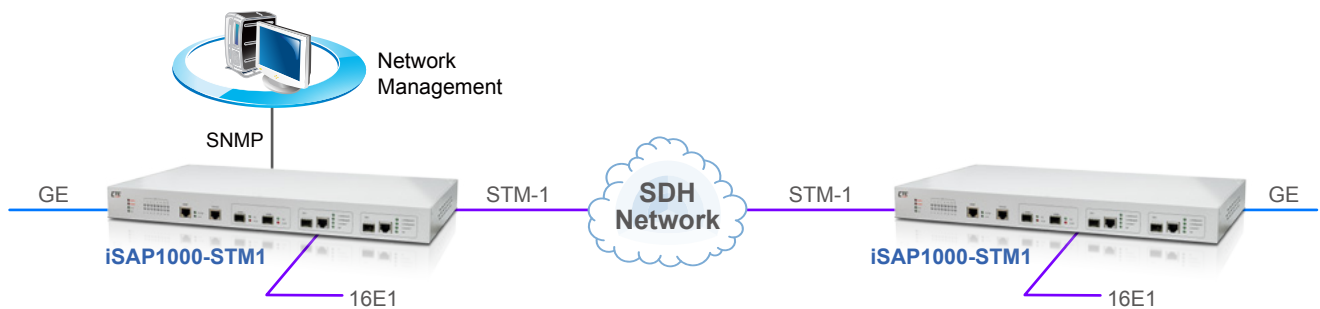 Network
Management
SNMP
GE
STM-1
SDH
Network
STM-1
GE
iSAP1000-STM1
iSAP1000-STM1
16E1
16E1